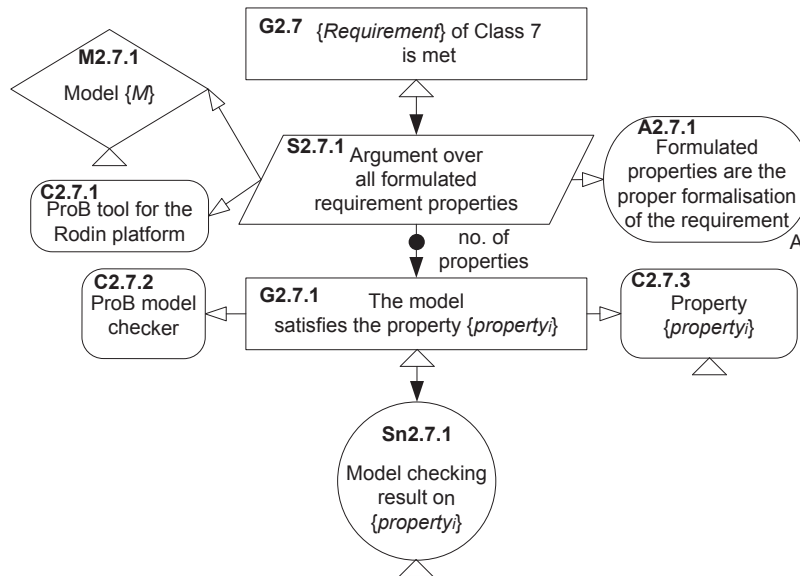 G2.7
{Requirement} of Class 7
is met
M2.7.1
Model {M}
S2.7.1
Argument over
all formulated
requirement properties
A2.7.1
Formulated
properties are the
proper formalisation
of the requirement
A
C2.7.1
ProB tool for the
Rodin platform
no. of
properties
C2.7.2
ProB model
checker
G2.7.1
The model
satisfies the property {propertyi}
C2.7.3
Property
{propertyi}
Sn2.7.1
Model checking
result on
{propertyi}